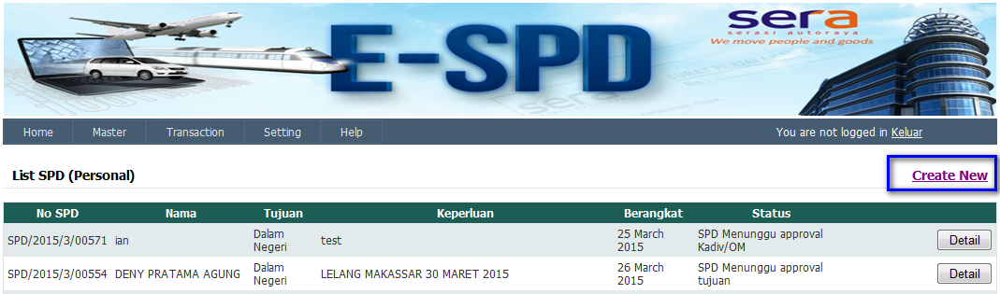 E-SPD
sera
serasi autoraya
We move people and goods
Home Master Transaction Setting Help You are not logged in Keluar
List SPD (Personal) Create New
No SPD Nama Tujuan Keperluan Berangkat Status
SPD/2015/3/00571 ian Dalam Negeri test 25 March 2015 SPD Menunggu approval Kadiv/OM Detail
SPD/2015/3/00554 DENY PRATAMA AGUNG Dalam Negeri LELANG MAKASSAR 30 MARET 2015 26 March 2015 SPD Menunggu approval tujuan Detail